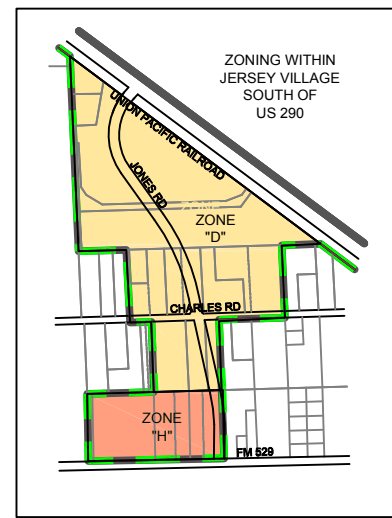 ZONING WITHIN
JERSEY VILLAGE
SOUTH OF
US 290
UNION PACIFIC RAILROAD
JONES RD
ZONE
ZONE
"D"
CHARLES RD
ZONE
"H"
FM 529